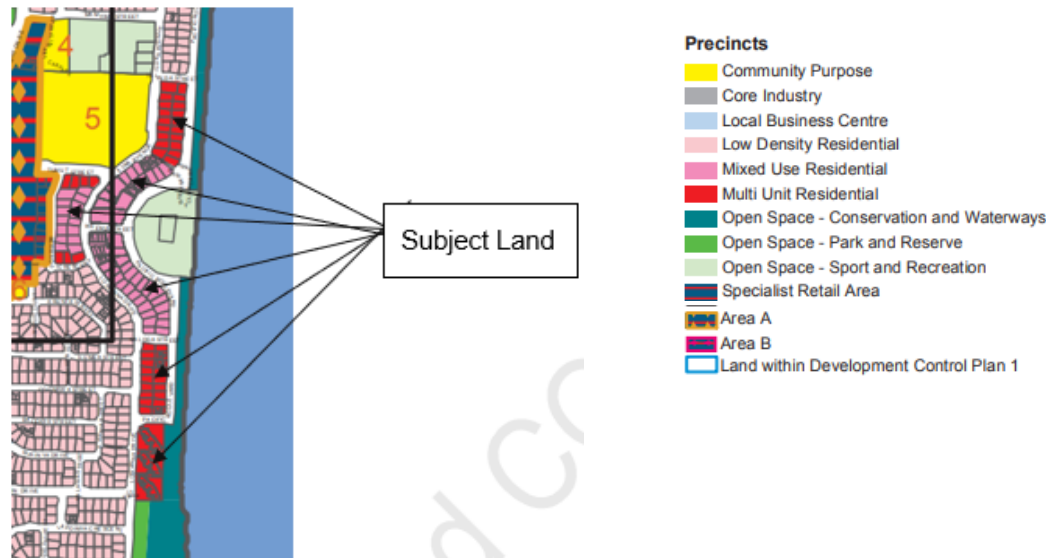 4
5
Subject Land
Precincts
Community Purpose
Core Industry
Local Business Centre
Low Density Residential
Mixed Use Residential
Multi Unit Residential
Open Space - Conservation and Waterways
Open Space - Park and Reserve
Open Space - Sport and Recreation
Specialist Retail Area
Area A
Area B
Land within Development Control Plan 1